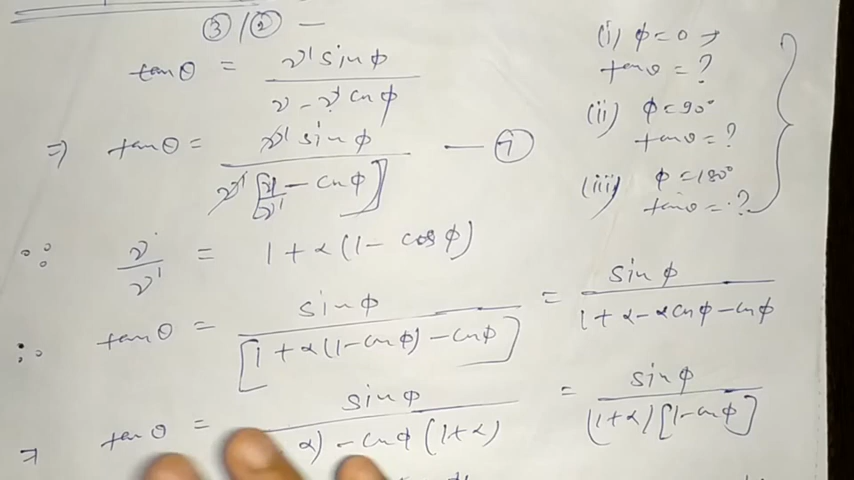 ③/② —
tanθ = ν' sinφ / ν - ν' cosφ
⇒ tanθ = ν' sinφ / ν' [ν/ν' - cosφ] — ⑦
∵ ν/ν' = 1 + α (1 - cosφ)
∴ tanθ = sinφ / [1 + α(1 - cosφ) - cosφ] = sinφ / 1 + α - α cosφ - cosφ
⇒ tanθ = sinφ / α) - cosφ (1+α) = sinφ / (1+α) [1 - cosφ]
(i) φ = 0 →
tanθ = ?
(ii) φ = 90°
tanθ = ?
(iii) φ = 180°
tanθ = ?